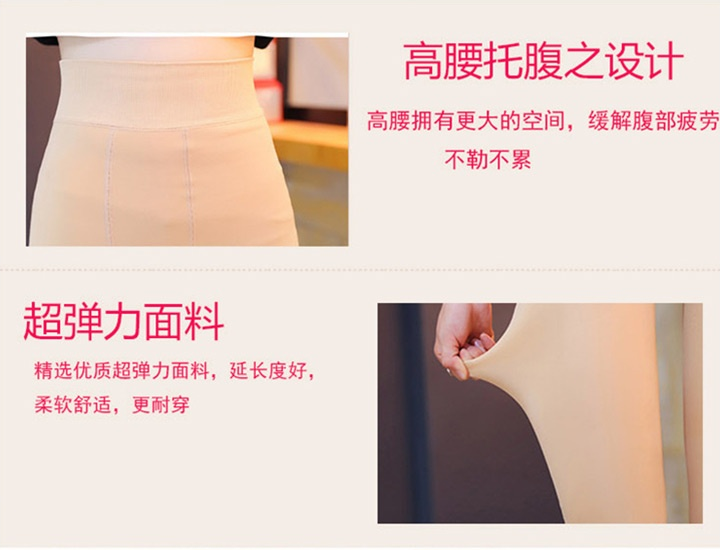 高腰托腹之设计
高腰拥有更大的空间，缓解腹部疲劳
不勒不累
超弹力面料
精选优质超弹力面料，延长度好，
柔软舒适，更耐穿